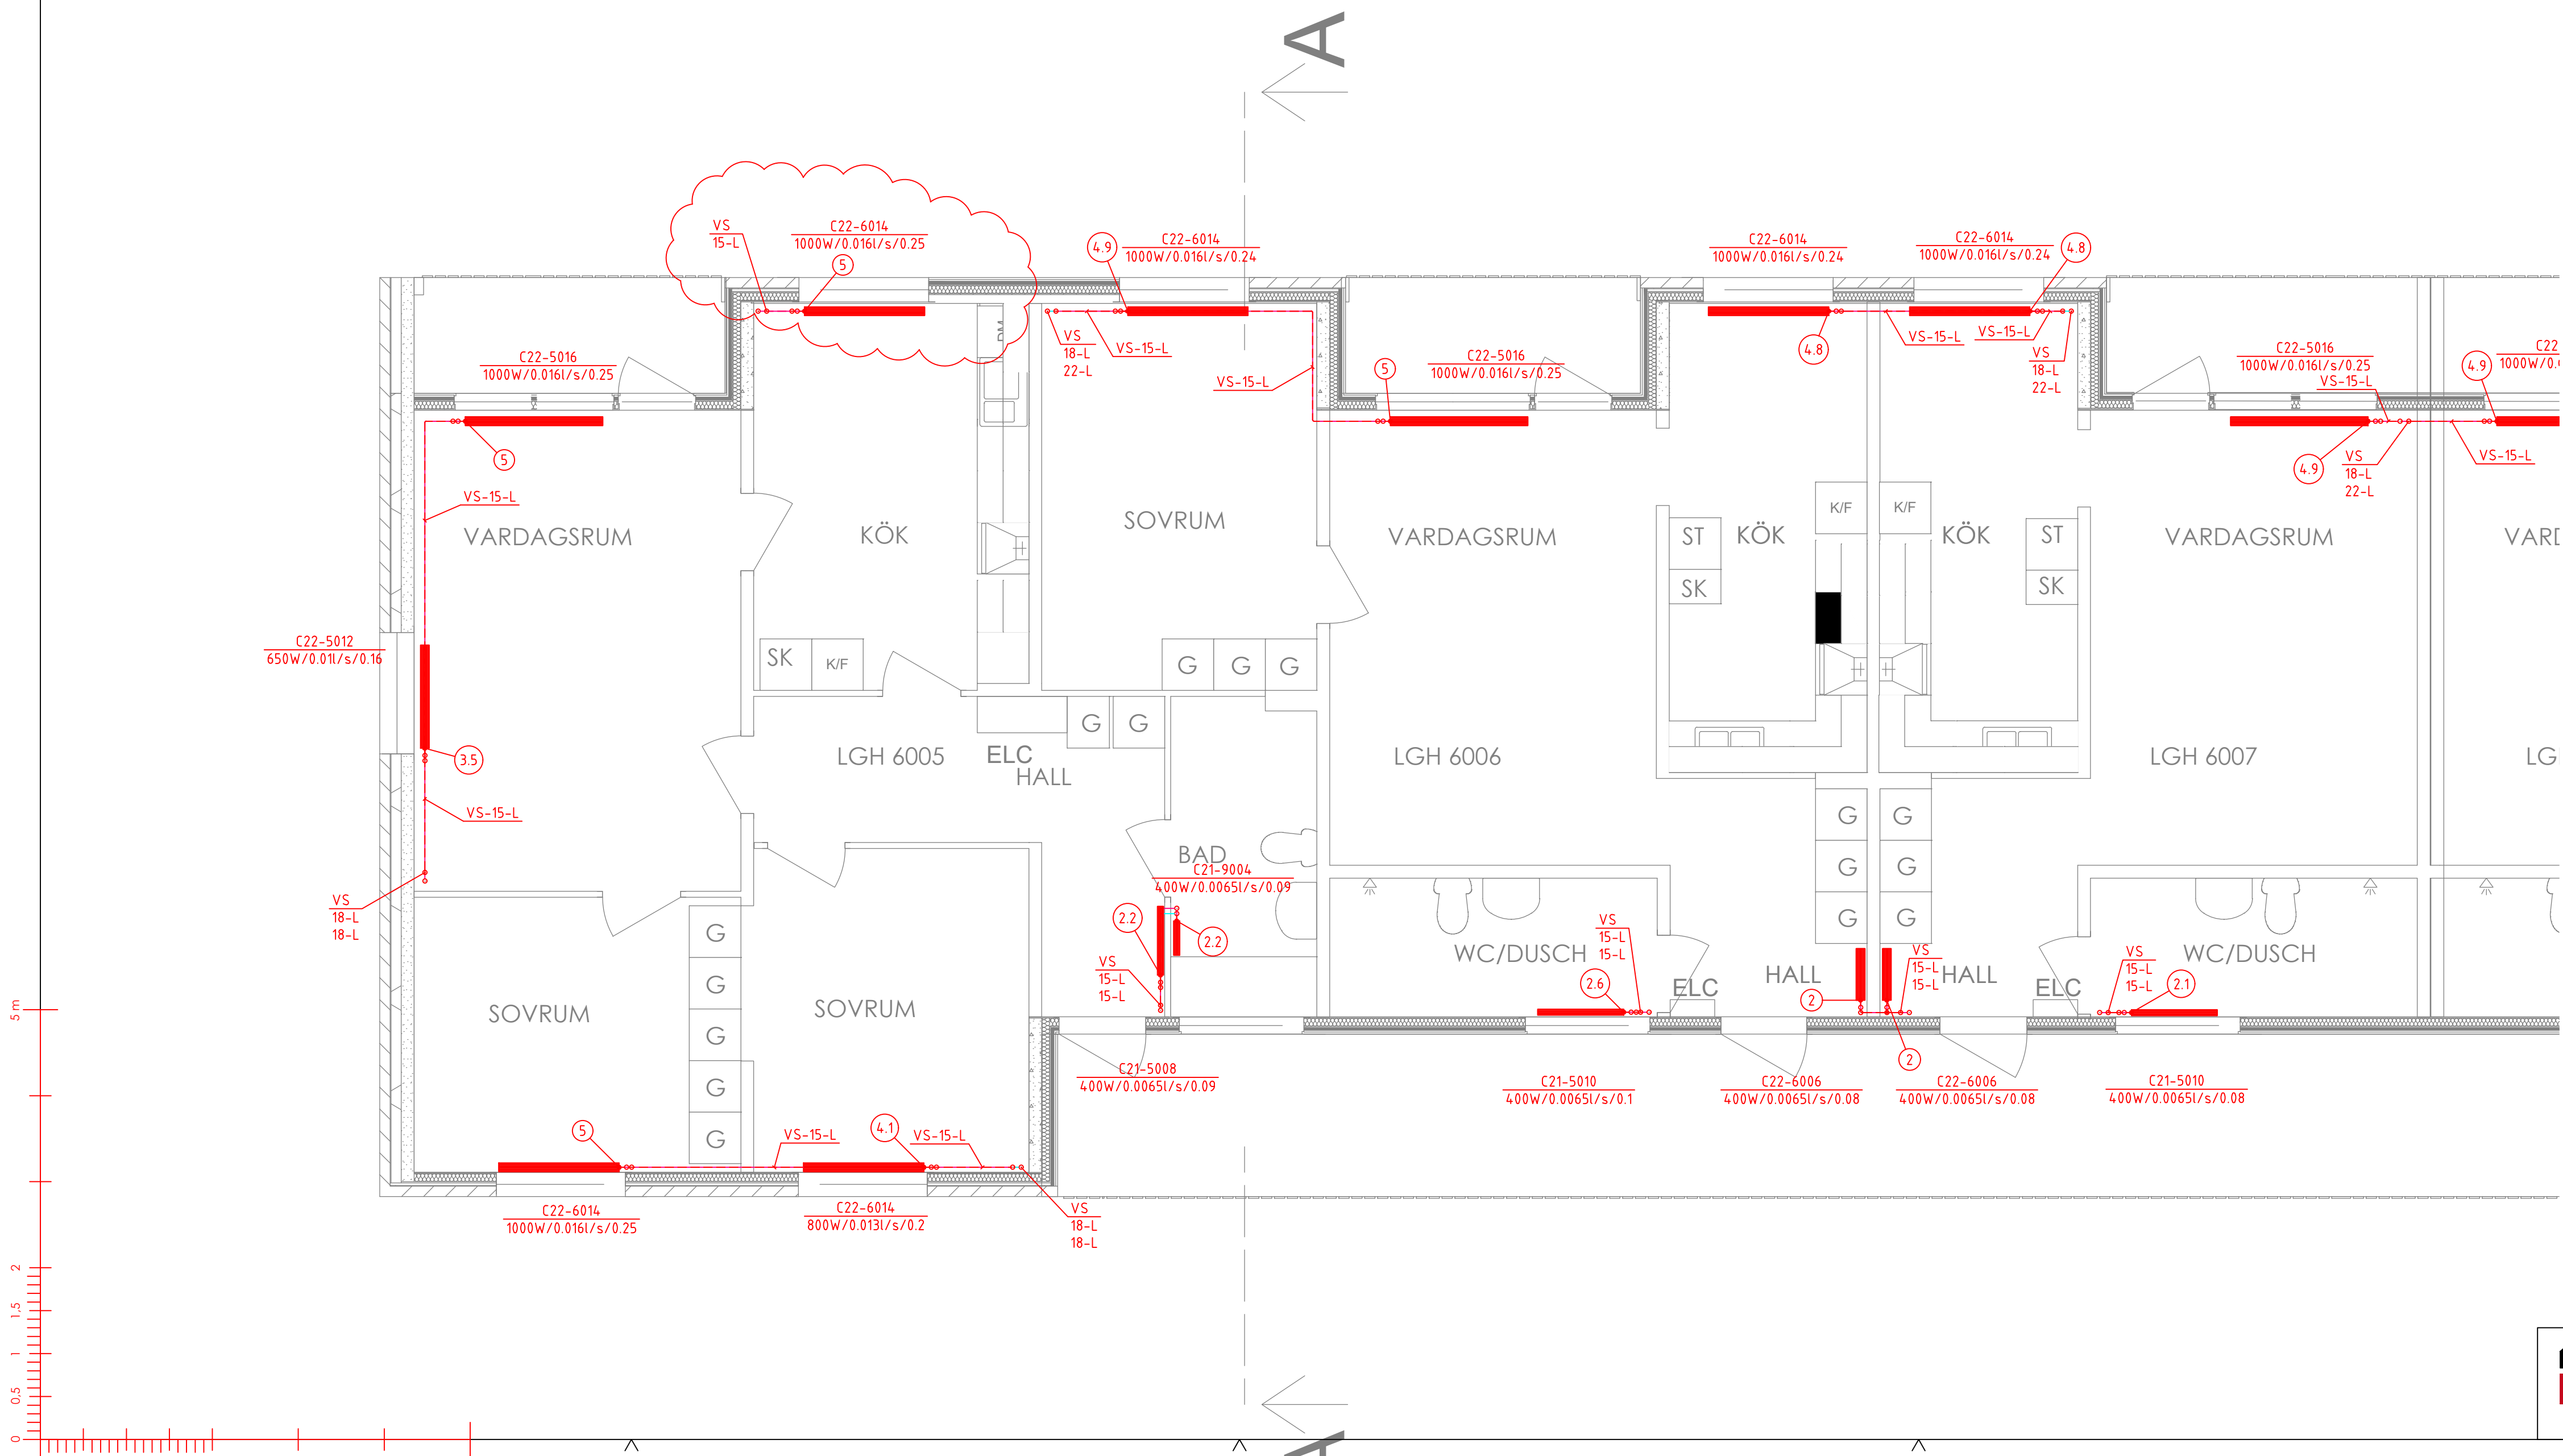 A
VS
15-L
C22-6014
1000W/0.016l/s/0.25
5
4.9
C22-6014
1000W/0.016l/s/0.24
C22-6014
1000W/0.016l/s/0.24
C22-6014
1000W/0.016l/s/0.24
4.8
C22-5016
1000W/0.016l/s/0.25
VS
18-L
22-L
VS-15-L
VS-15-L
5
C22-5016
1000W/0.016l/s/0.25
4.8
VS-15-L
VS-15-L
VS
18-L
22-L
C22-5016
1000W/0.016l/s/0.25
VS-15-L
4.9
C22
1000W/0.
5
VS-15-L
4.9
VS
18-L
22-L
VS-15-L
VARDAGSRUM
KÖK
SOVRUM
VARDAGSRUM
ST
SK
KÖK
K/F
K/F
KÖK
ST
SK
VARDAGSRUM
VARD
C22-5012
650W/0.01l/s/0.16
SK
K/F
G
G
G
3.5
VS-15-L
LGH 6005
ELC
HALL
G
G
LGH 6006
LGH 6007
LG
G
G
G
G
G
G
BAD
C21-9004
400W/0.0065l/s/0.09
VS
18-L
18-L
2.2
2.2
VS
15-L
15-L
WC/DUSCH
VS
15-L
15-L
2.6
ELC
HALL
2
VS
15-L
15-L
HALL
ELC
VS
15-L
15-L
WC/DUSCH
2.1
2
SOVRUM
G
G
G
G
G
SOVRUM
5 m
C21-5008
400W/0.0065l/s/0.09
C21-5010
400W/0.0065l/s/0.1
C22-6006
400W/0.0065l/s/0.08
C22-6006
400W/0.0065l/s/0.08
C21-5010
400W/0.0065l/s/0.08
5
VS-15-L
4.1
VS-15-L
C22-6014
1000W/0.016l/s/0.25
C22-6014
800W/0.013l/s/0.2
VS
18-L
18-L
2
1.5
1
0.5
0
A